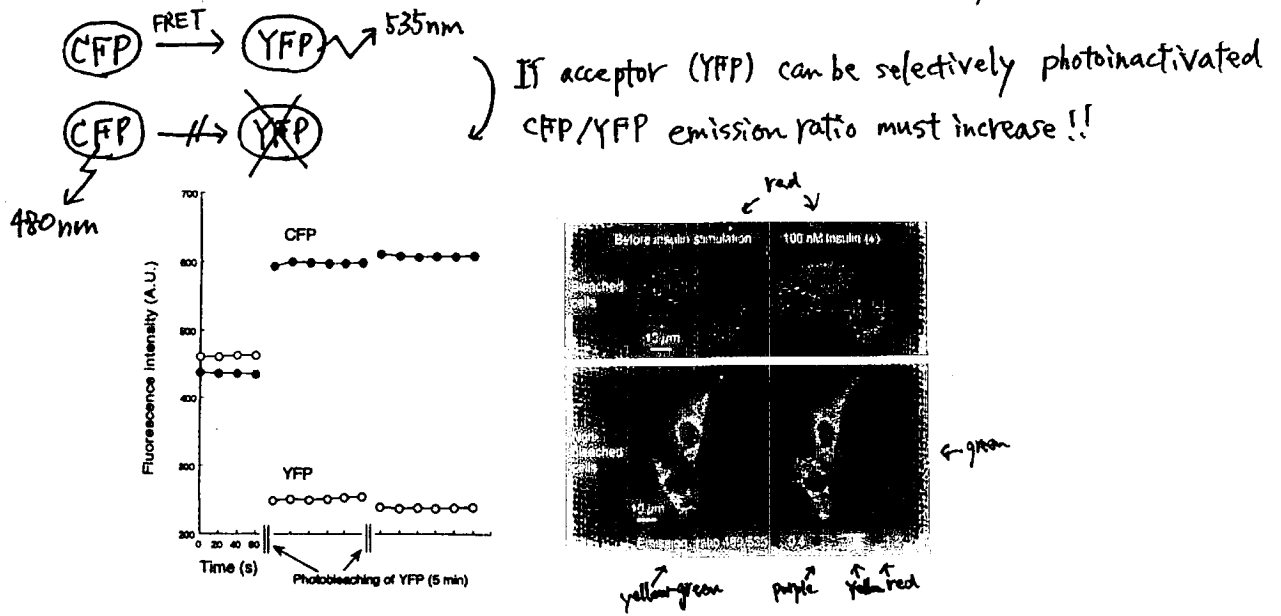 CFP FRET YFP 535nm
If acceptor (YFP) can be selectively photoinactivated
CFP YFP
CFP/YFP emission ratio must increase!!
480nm
red
700
600
500
400
300
200
Fluorescence Intensity (A.U.)
CFP
YFP
0 20 40 60
Time (s)
Photobleaching of YFP (5 min)
Before insulin stimulation 100 nM insulin (+)
Bleached
cells
10 µm
bleached
cells
10 µm
Emission ratio 480/535
green
yellow-green purple yellow red